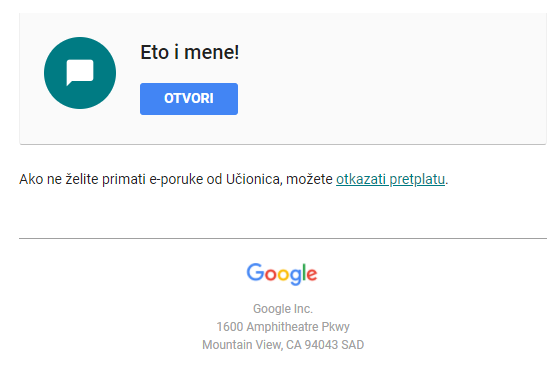 Eto i mene!
OTVORI
Ako ne želite primati e-poruke od Učionica, možete otkazati pretplatu.
Google
Google Inc.
1600 Amphitheatre Pkwy
Mountain View, CA 94043 SAD